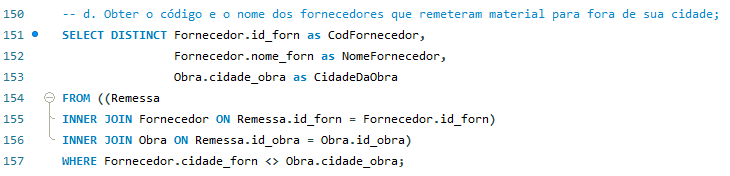 150 -- d. Obter o código e o nome dos fornecedores que remeteram material para fora de sua cidade;
151 SELECT DISTINCT Fornecedor.id_forn as CodFornecedor,
152 Fornecedor.nome_forn as NomeFornecedor,
153 Obra.cidade_obra as CidadeDaObra
154 FROM ((Remessa
155 INNER JOIN Fornecedor ON Remessa.id_forn = Fornecedor.id_forn)
156 INNER JOIN Obra ON Remessa.id_obra = Obra.id_obra)
157 WHERE Fornecedor.cidade_forn <> Obra.cidade_obra;